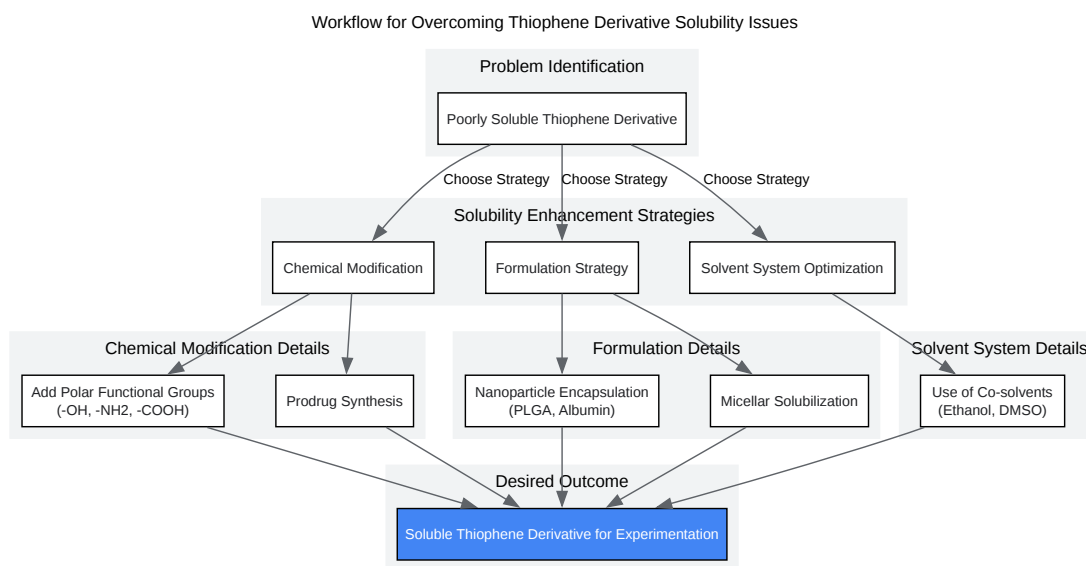 Workflow for Overcoming Thiophene Derivative Solubility Issues
Problem Identification
Poorly Soluble Thiophene Derivative
Choose Strategy
Choose Strategy
Choose Strategy
Solubility Enhancement Strategies
Chemical Modification
Formulation Strategy
Solvent System Optimization
Chemical Modification Details
Formulation Details
Solvent System Details
Add Polar Functional Groups
(-OH, -NH2, -COOH)
Prodrug Synthesis
Nanoparticle Encapsulation
(PLGA, Albumin)
Micellar Solubilization
Use of Co-solvents
(Ethanol, DMSO)
Desired Outcome
Soluble Thiophene Derivative for Experimentation